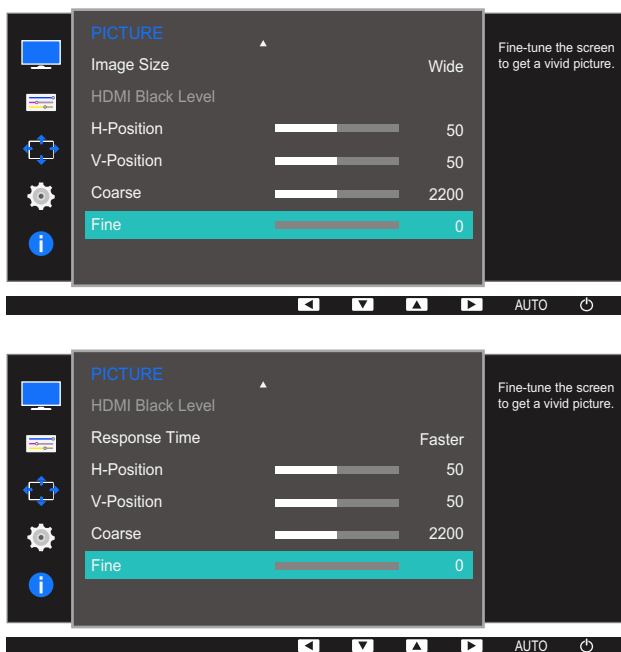 PICTURE
Image Size Wide
HDMI Black Level
H-Position 50
V-Position 50
Coarse 2200
Fine 0
Fine-tune the screen
to get a vivid picture.
i
AUTO
PICTURE
HDMI Black Level
Response Time Faster
H-Position 50
V-Position 50
Coarse 2200
Fine 0
Fine-tune the screen
to get a vivid picture.
i
AUTO